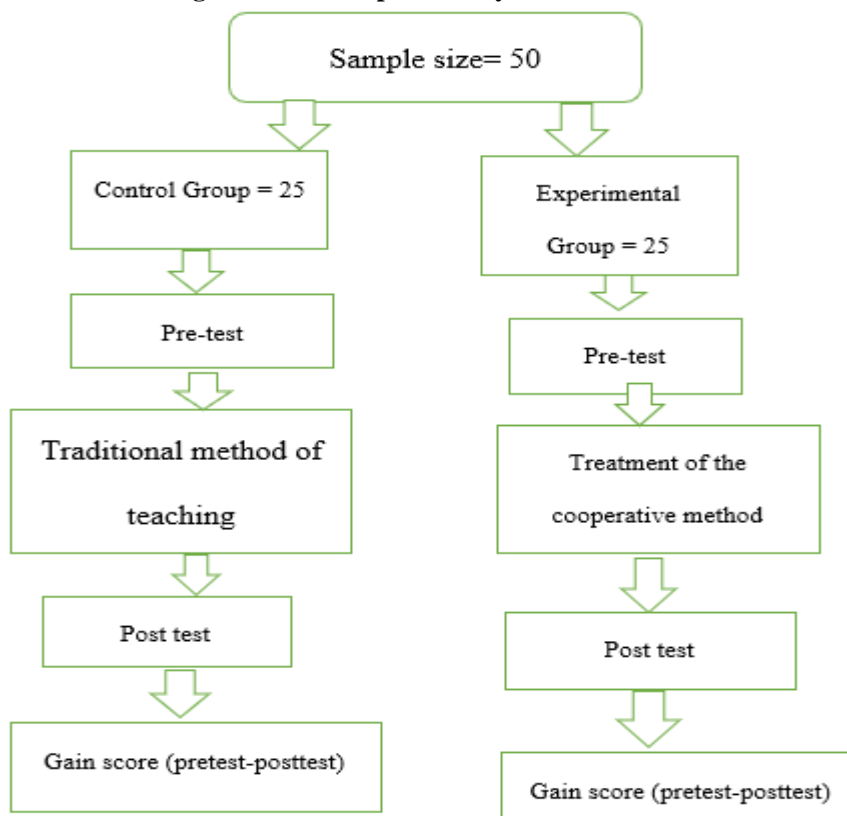 Sample size= 50
Control Group = 25
Pre-test
Traditional method of
teaching
Post test
Gain score (pretest-posttest)
Experimental
Group = 25
Pre-test
Treatment of the
cooperative method
Post test
Gain score (pretest-posttest)